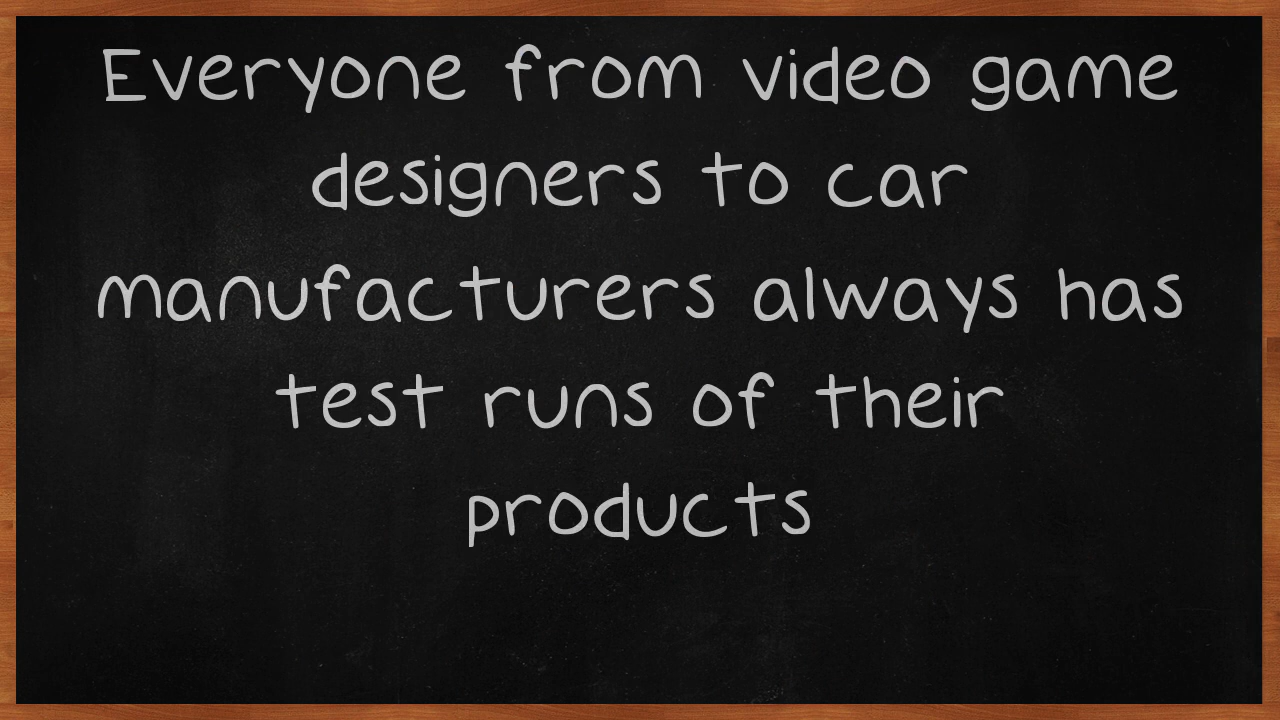 Everyone from video game
designers to car
manufacturers always has
test runs of their
products